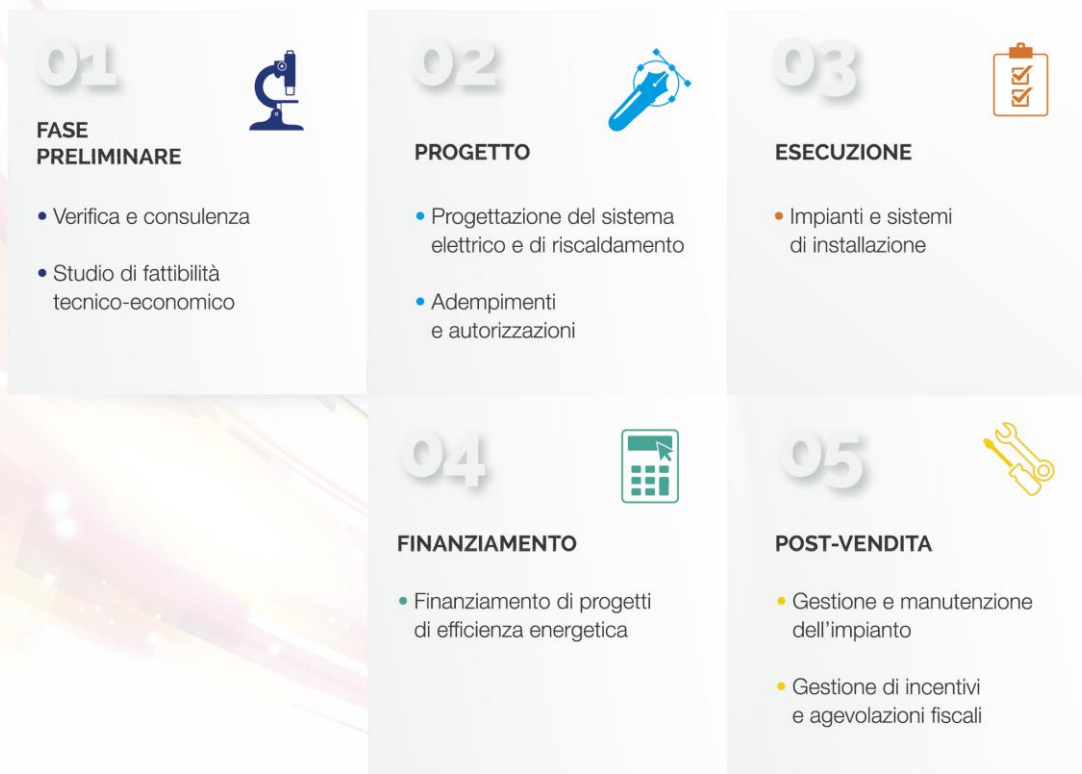 01
FASE
PRELIMINARE
• Verifica e consulenza
• Studio di fattibilità
tecnico-economico
02
PROGETTO
• Progettazione del sistema
elettrico e di riscaldamento
• Adempimenti
e autorizzazioni
03
ESECUZIONE
• Impianti e sistemi
di installazione
04
FINANZIAMENTO
• Finanziamento di progetti
di efficienza energetica
05
POST-VENDITA
• Gestione e manutenzione
dell'impianto
• Gestione di incentivi
e agevolazioni fiscali